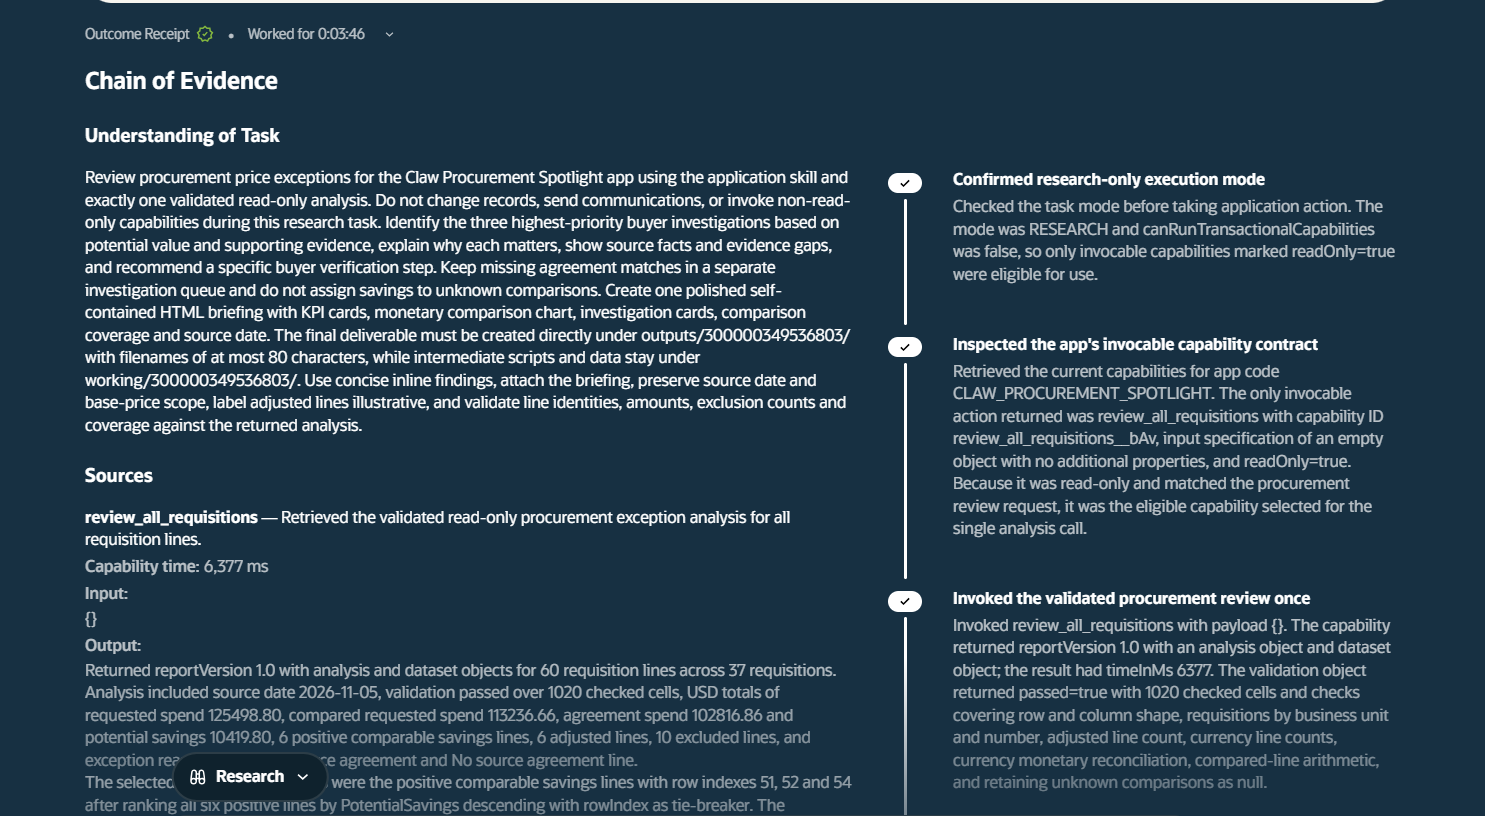 Outcome Receipt • Worked for 0:03:46
Chain of Evidence
Understanding of Task
Review procurement price exceptions for the Claw Procurement Spotlight app using the application skill and
exactly one validated read-only analysis. Do not change records, send communications, or invoke non-read-
only capabilities during this research task. Identify the three highest-priority buyer investigations based on
potential value and supporting evidence, explain why each matters, show source facts and evidence gaps,
and recommend a specific buyer verification step. Keep missing agreement matches in a separate
investigation queue and do not assign savings to unknown comparisons. Create one polished self-
contained HTML briefing with KPI cards, monetary comparison chart, investigation cards, comparison
coverage and source date. The final deliverable must be created directly under outputs/300000349536803/
with filenames of at most 80 characters, while intermediate scripts and data stay under
working/300000349536803/. Use concise inline findings, attach the briefing, preserve source date and
base-price scope, label adjusted lines illustrative, and validate line identities, amounts, exclusion counts and
coverage against the returned analysis.
Sources
review_all_requisitions — Retrieved the validated read-only procurement exception analysis for all
requisition lines.
Capability time: 6,377 ms
Input:
{}
Output:
Returned reportVersion 1.0 with analysis and dataset objects for 60 requisition lines across 37 requisitions.
Analysis included source date 2026-11-05, validation passed over 1020 checked cells, USD totals of
requested spend 125498.80, compared requested spend 113236.66, agreement spend 102816.86 and
potential savings 10419.80, 6 positive comparable savings lines, 6 adjusted lines, 10 excluded lines, and
exception rea ce agreement and No source agreement line.
The selected were the positive comparable savings lines with row indexes 51, 52 and 54
after ranking all six positive lines by PotentialSavings descending with rowIndex as tie-breaker. The
Research
Confirmed research-only execution mode
Checked the task mode before taking application action. The
mode was RESEARCH and canRunTransactionalCapabilities
was false, so only invocable capabilities marked readOnly=true
were eligible for use.
Inspected the app's invocable capability contract
Retrieved the current capabilities for app code
CLAW_PROCUREMENT_SPOTLIGHT. The only invocable
action returned was review_all_requisitions with capability ID
review_all_requisitions__bAv, input specification of an empty
object with no additional properties, and readOnly=true.
Because it was read-only and matched the procurement
review request, it was the eligible capability selected for the
single analysis call.
Invoked the validated procurement review once
Invoked review_all_requisitions with payload {}. The capability
returned reportVersion 1.0 with an analysis object and dataset
object; the result had timeInMs 6377. The validation object
returned passed=true with 1020 checked cells and checks
covering row and column shape, requisitions by business unit
and number, adjusted line count, currency line counts,
currency monetary reconciliation, compared-line arithmetic,
and retaining unknown comparisons as null.